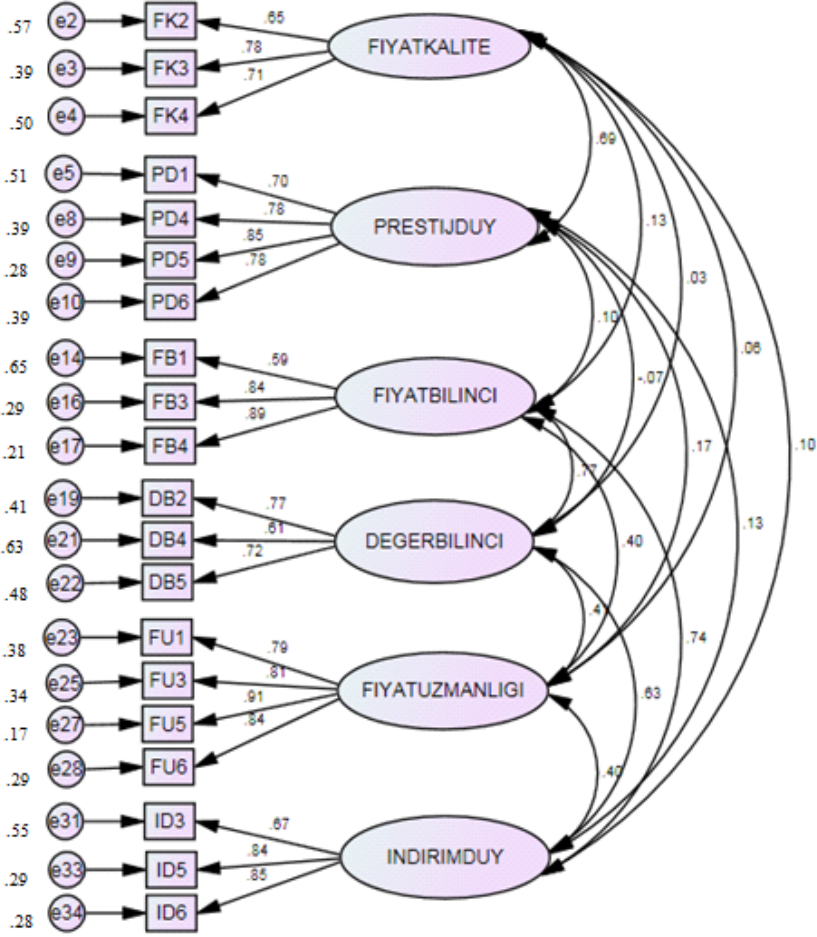 .57 e2 FK2 .65 FIYATKALITE
.39 e3 FK3 .78
.50 e4 FK4 .71
.51 e5 PD1 .70 PRESTIJDUY
.39 e8 PD4 .78
.28 e9 PD5 .85
.39 e10 PD6 .78
.65 e14 FB1 .59 FIYATBILINCI
.29 e16 FB3 .84
.21 e17 FB4 .89
.41 e19 DB2 .77 DEGERBILINCI
.63 e21 DB4 .61
.48 e22 DB5 .72
.38 e23 FU1 .79 FIYATUZMANLIGI
.34 e25 FU3 .81
.17 e27 FU5 .91
.29 e28 FU6 .84
.55 e31 ID3 .67 INDIRIMDUY
.29 e33 ID5 .84
.28 e34 ID6 .85
.69
.13
.03
.10
.06
-.07
.17
.10
.77
.13
.40
.41
.74
.63
.40